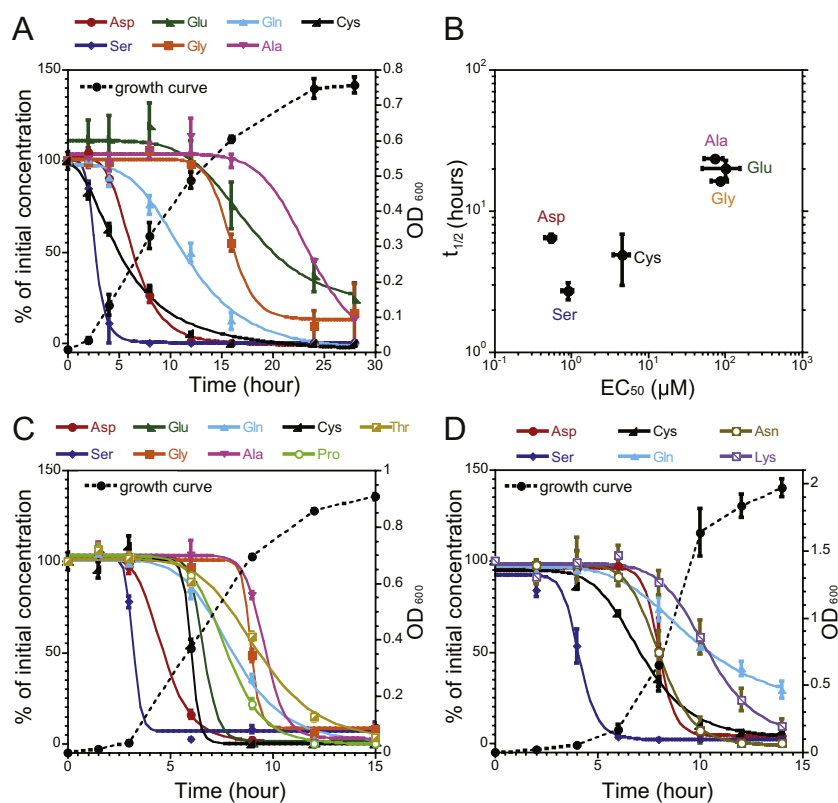 A
Asp Glu Gln Cys
Ser Gly Ala
growth curve
150
100
50
0
% of initial concentration
0 5 10 15 20 25 30
Time (hour)
0.8
0.7
0.6
0.5
0.4
0.3
0.2
0.1
0
OD 600
B
10²
10¹
10⁰
t1/2 (hours)
Ala
Glu
Gly
Asp
Cys
Ser
10⁻¹ 10⁰ 10¹ 10² 10³
EC50 (µM)
C
Asp Glu Gln Cys Thr
Ser Gly Ala Pro
growth curve
150
100
50
0
% of initial concentration
0 5 10 15
Time (hour)
1
0.8
0.6
0.4
0.2
0
OD 600
D
Asp Cys Asn
Ser Gln Lys
growth curve
150
100
50
0
% of initial concentration
0 5 10 15
Time (hour)
2
1.5
1
0.5
0
OD 600